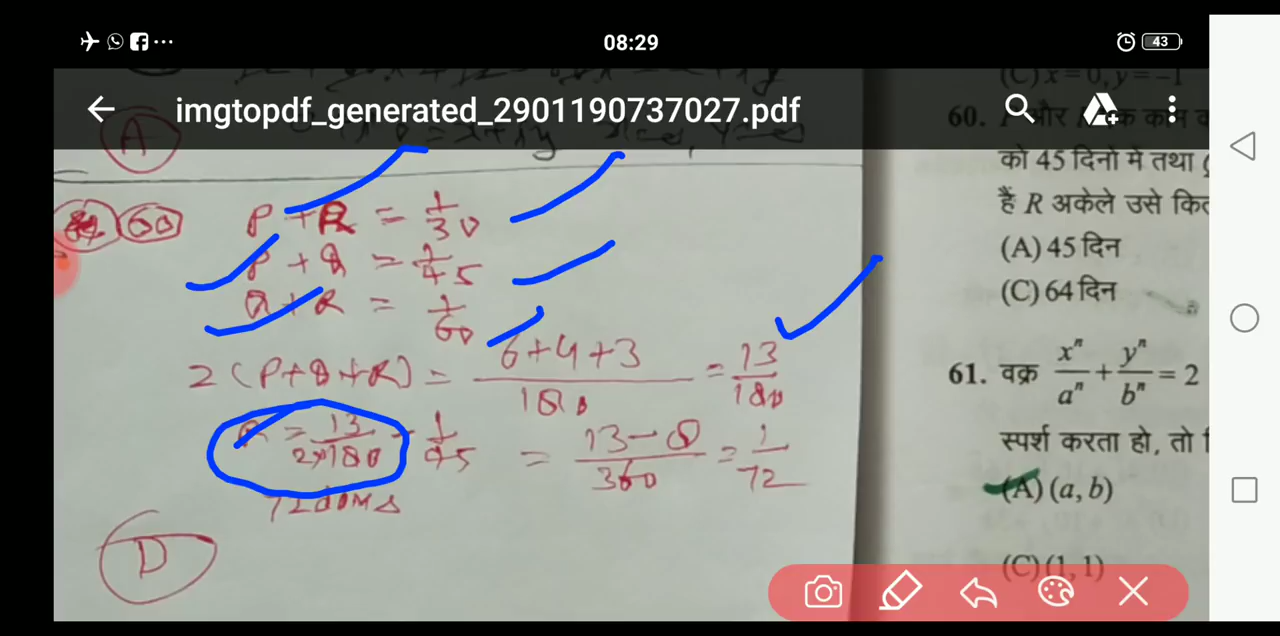 08:29
43
imgtopdf_generated_2901190737027.pdf
A
60
P + R = 1/30
P + Q = 1/45
Q + R = 1/60
2 (P+Q+R) = 6+4+3/180 = 13/180
R = 13/2×180 - 1/45 = 13-8/360 = 1/72
D
(C) x = 0, y = -1
60.
और
को 45 दिनों में तथा
हैं R अकेले उसे
(A) 45 दिन
(C) 64 दिन
61. वक्र xⁿ/aⁿ + yⁿ/bⁿ = 2
स्पर्श करता हो, तो
(A) (a, b)
(C) (1, 1)